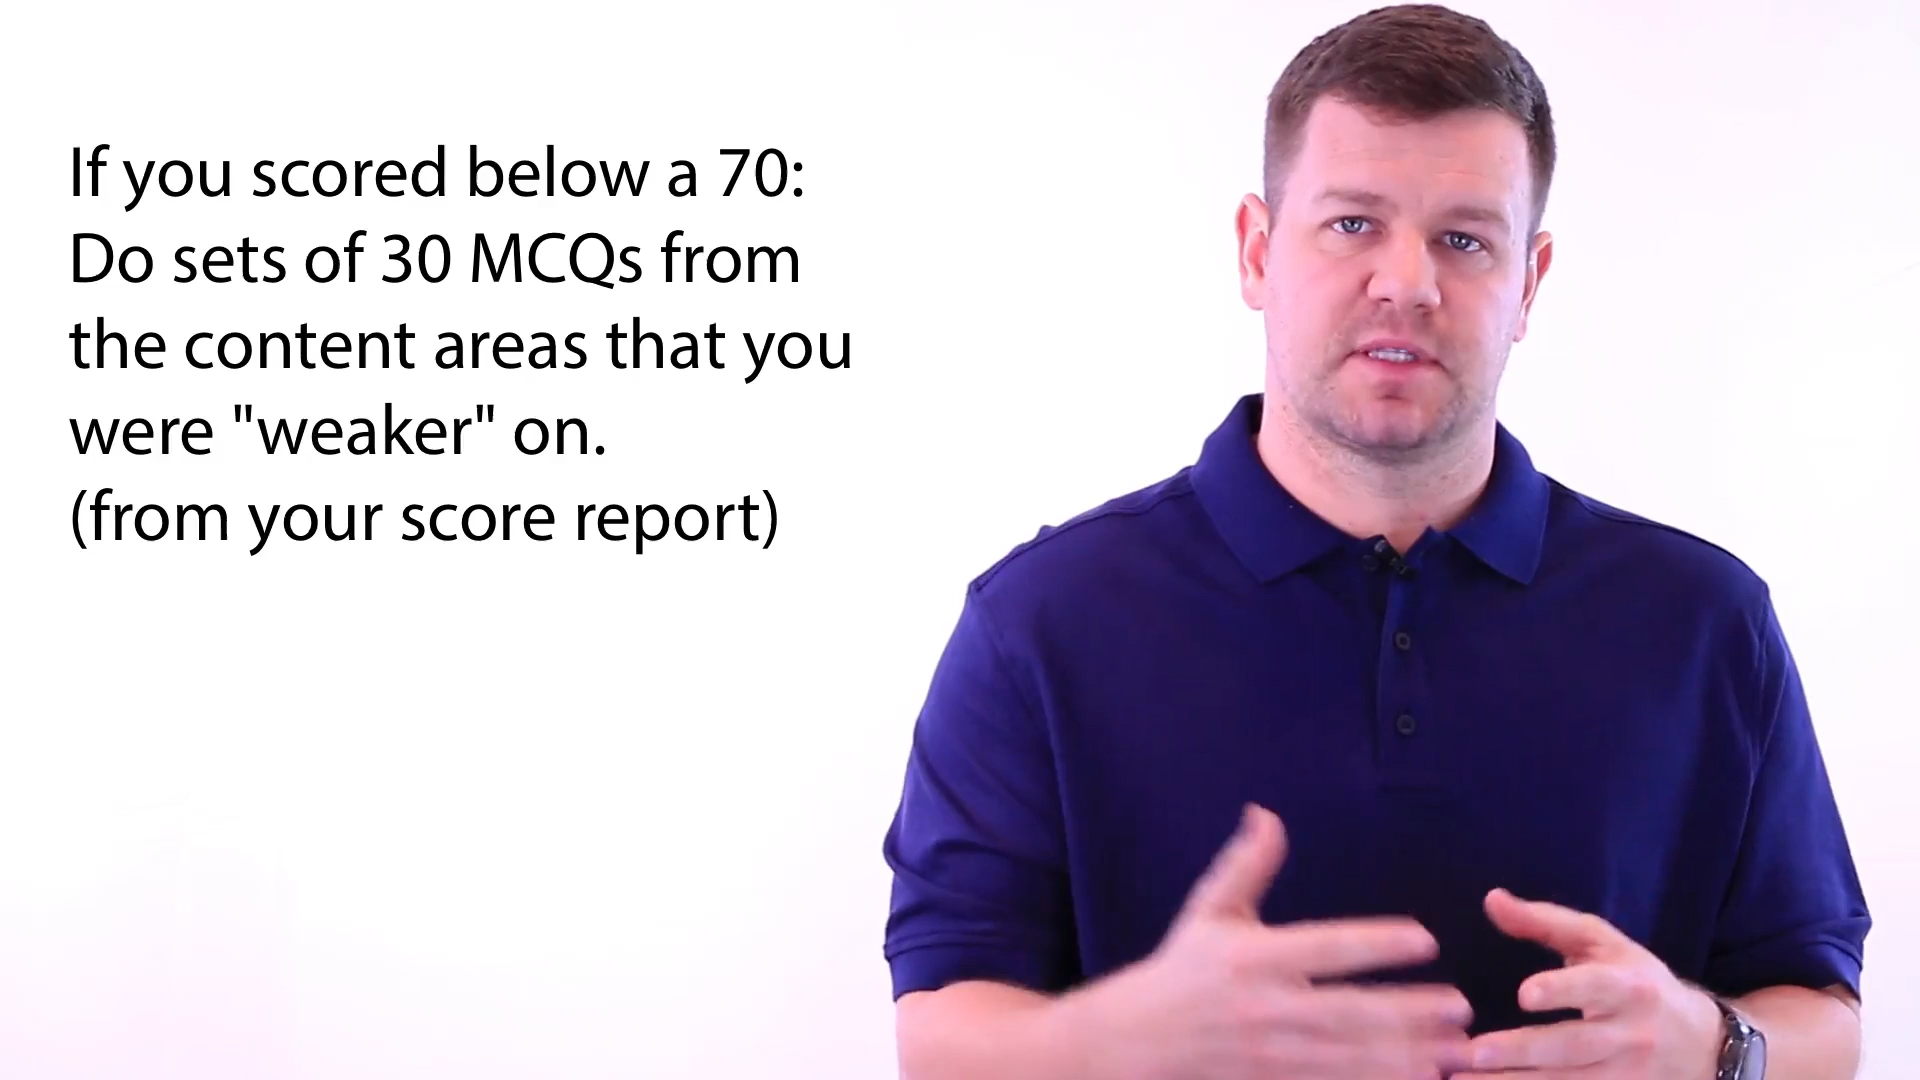 If you scored below a 70:
Do sets of 30 MCQs from
the content areas that you
were "weaker" on.
(from your score report)